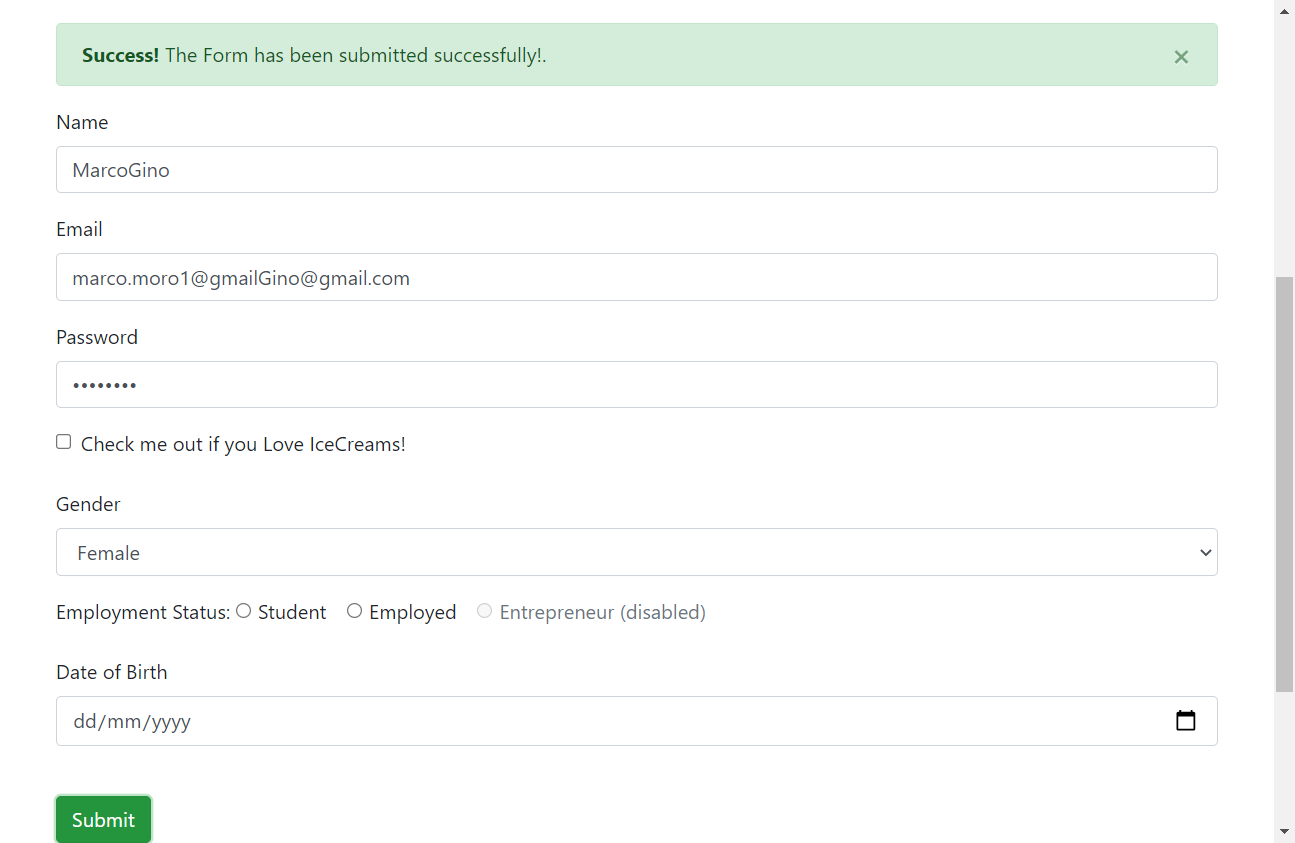 Success! The Form has been submitted successfully!. ×
Name
MarcoGino
Email
marco.moro1@gmailGino@gmail.com
Password
••••••••
Check me out if you Love IceCreams!
Gender
Female
Employment Status: Student Employed Entrepreneur (disabled)
Date of Birth
dd/mm/yyyy
Submit